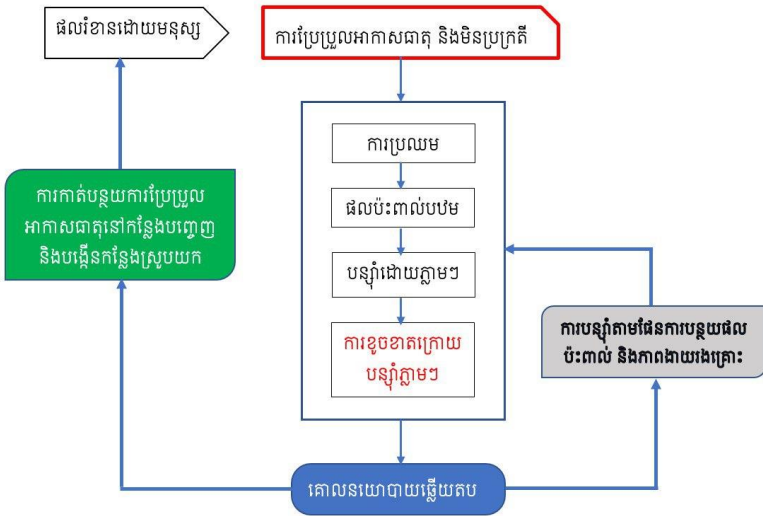 ផលរំខានដោយមនុស្ស
ការប្រែប្រួលអាកាសធាតុ និងមិនប្រក្រតី
ការប្រឈម
ផលប៉ះពាល់បឋម
បន្ស៊ាំដោយភ្លាមៗ
ការខូចខាតក្រោយ
បន្ស៊ាំភ្លាមៗ
ការកាត់បន្ថយការប្រែប្រួល
អាកាសធាតុនៅកន្លែងបញ្ចេញ
និងបង្កើនកន្លែងស្រូបយក
ការបន្ស៊ាំតាមផែនការបន្ថយផល
ប៉ះពាល់ និងភាពងាយរងគ្រោះ
គោលនយោបាយឆ្លើយតប